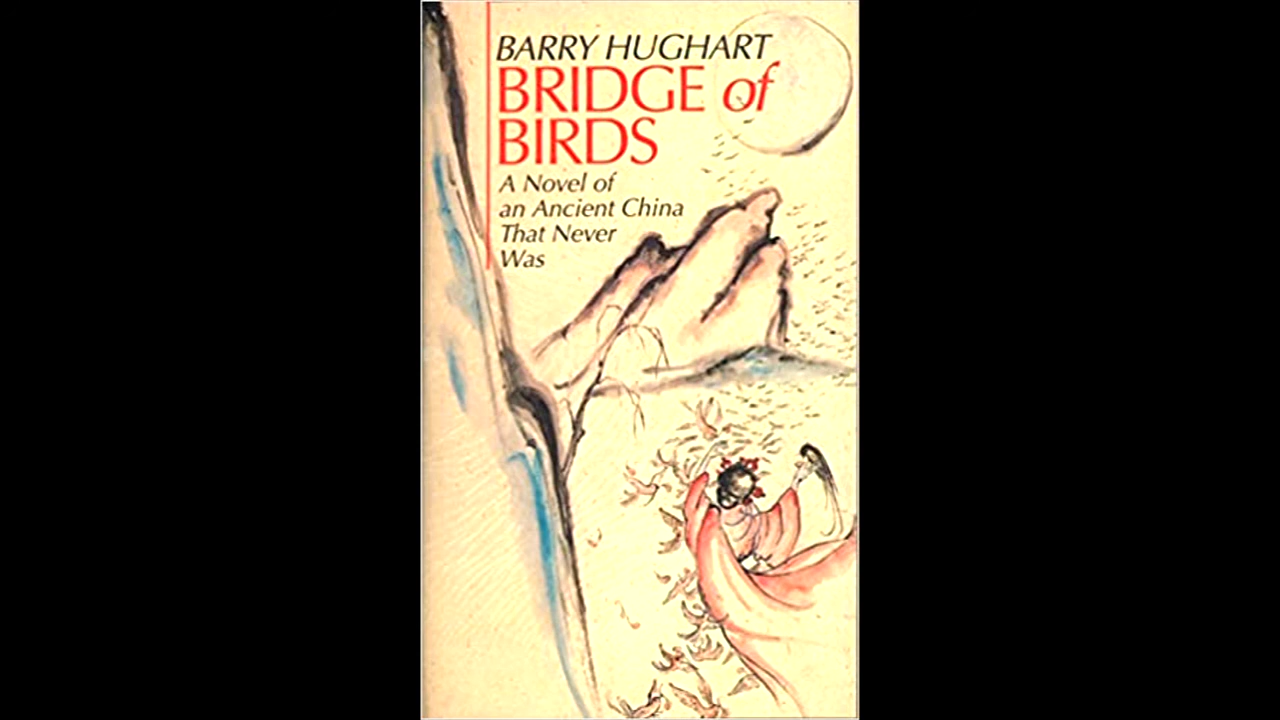 BARRY HUGHART
BRIDGE of
BIRDS
A Novel of
an Ancient China
That Never
Was